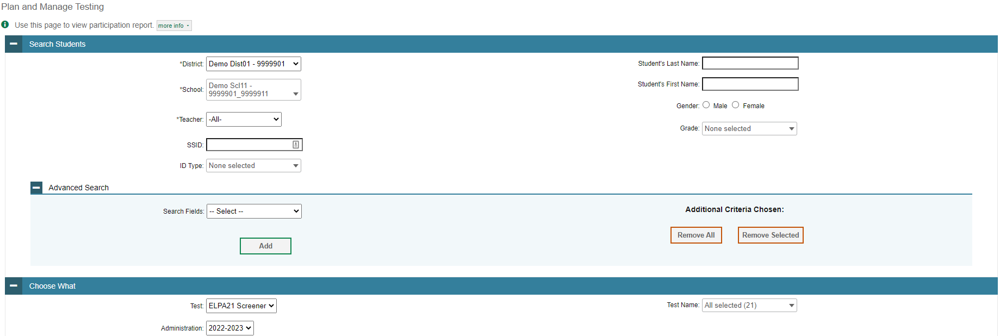 Plan and Manage Testing
Use this page to view participation report. more info
Search Students
*District: Demo Dist01 - 9999901
*School: Demo Scl11 -
9999901_9999911
*Teacher: -All-
SSID:
ID Type: None selected
Student's Last Name:
Student's First Name:
Gender: Male Female
Grade: None selected
Advanced Search
Search Fields: -- Select --
Add
Additional Criteria Chosen:
Remove All Remove Selected
Choose What
Test: ELPA21 Screener
Administration: 2022-2023
Test Name: All selected (21)